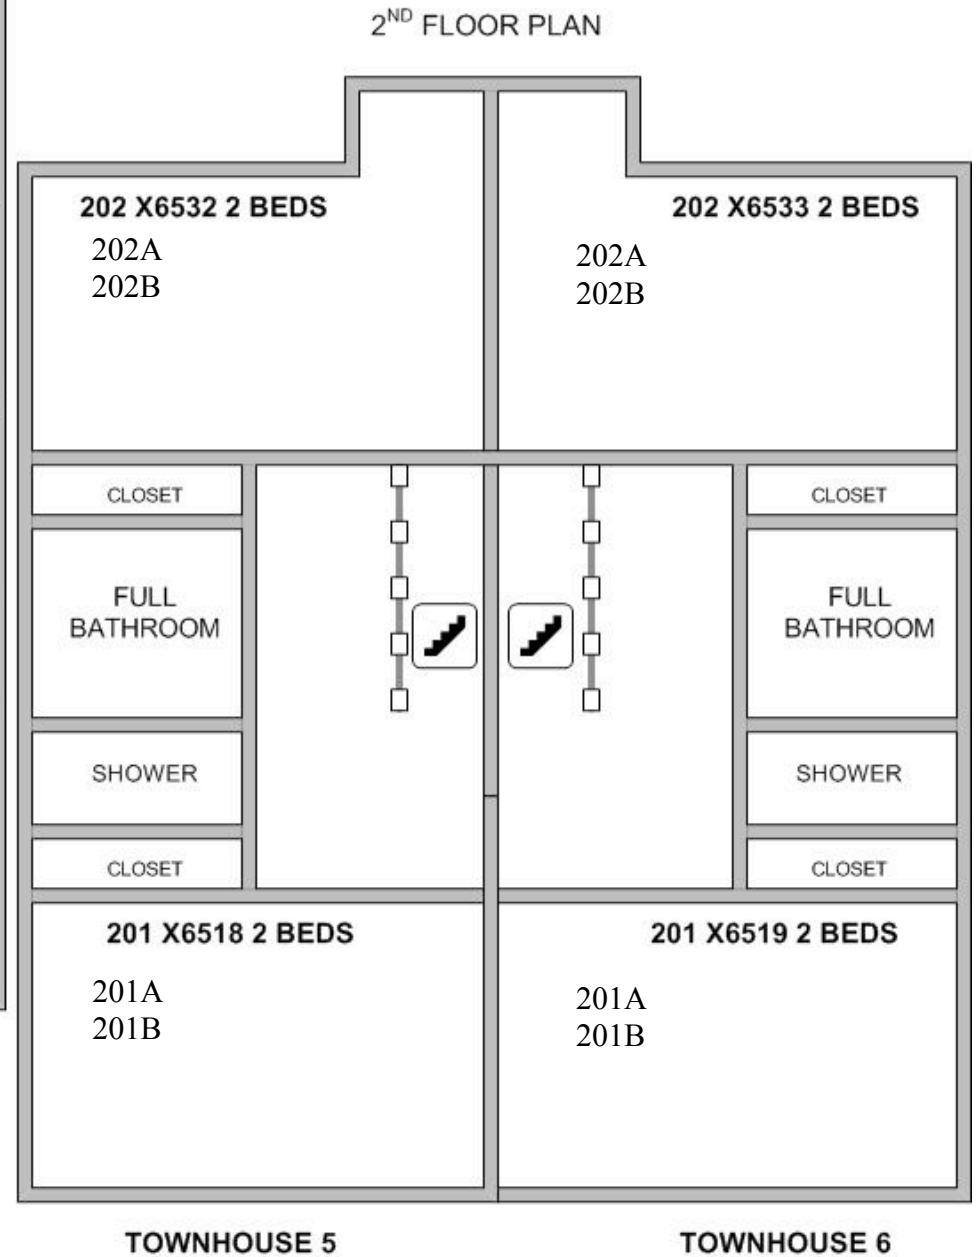 2ND FLOOR PLAN
202 X6532 2 BEDS
202A
202B
202 X6533 2 BEDS
202A
202B
CLOSET
FULL
BATHROOM
SHOWER
CLOSET
CLOSET
FULL
BATHROOM
SHOWER
CLOSET
201 X6518 2 BEDS
201A
201B
201 X6519 2 BEDS
201A
201B
TOWNHOUSE 5
TOWNHOUSE 6